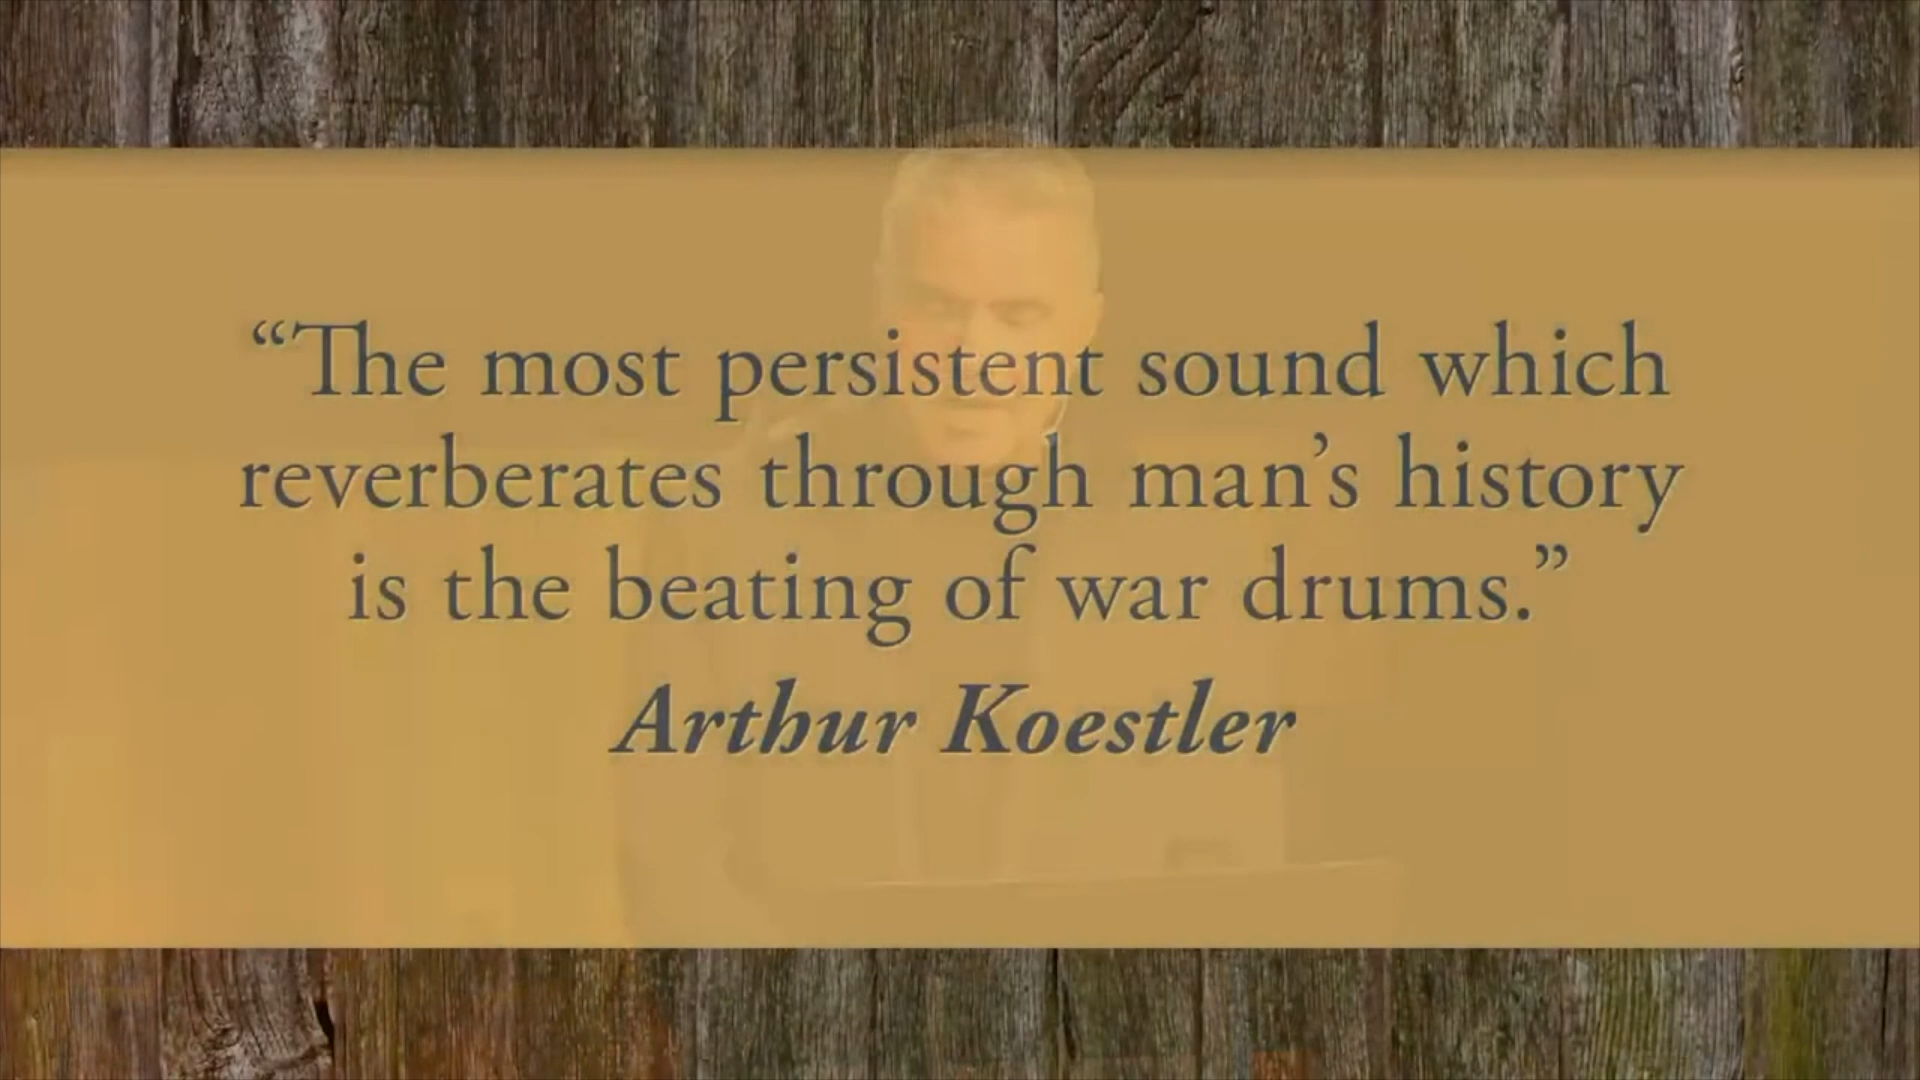 “The most persistent sound which
reverberates through man’s history
is the beating of war drums.”
Arthur Koestler